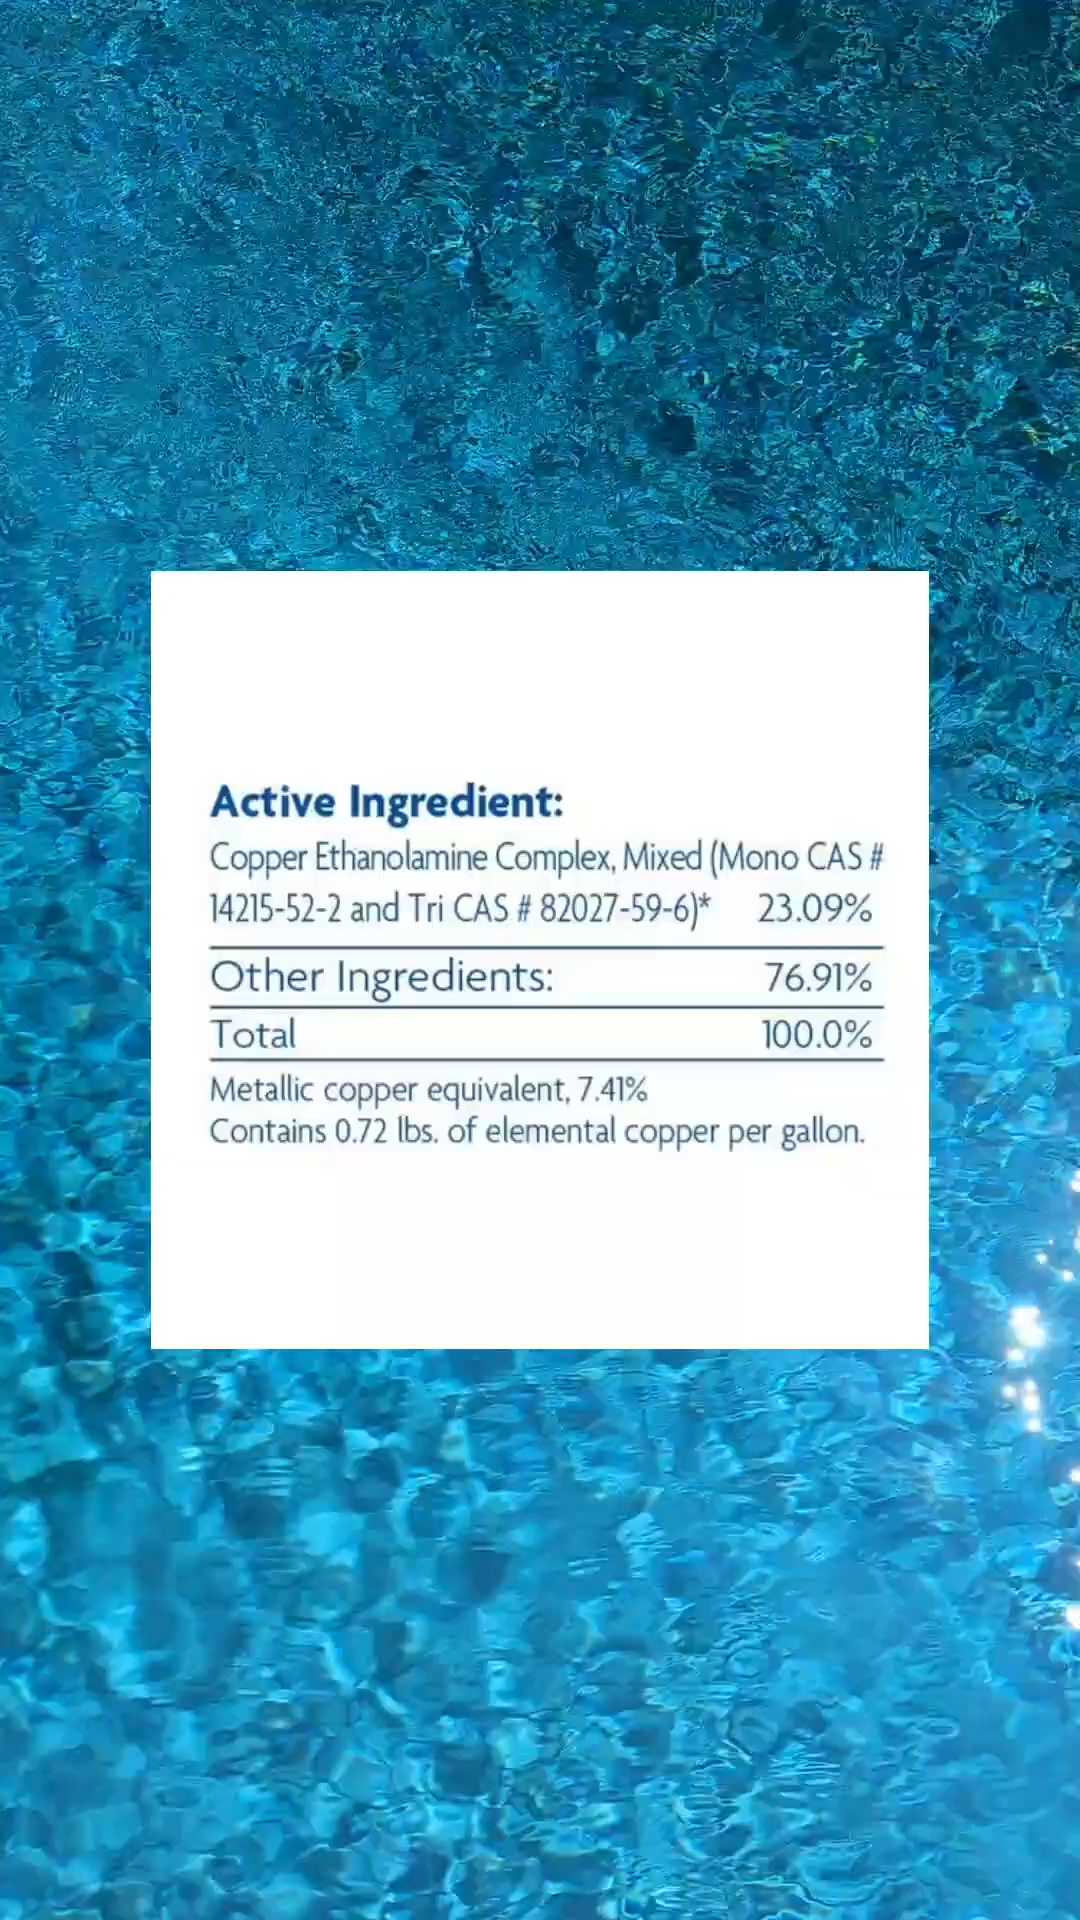 Active Ingredient:
Copper Ethanolamine Complex, Mixed (Mono CAS #
14215-52-2 and Tri CAS # 82027-59-6)* 23.09%
Other Ingredients: 76.91%
Total 100.0%
Metallic copper equivalent, 7.41%
Contains 0.72 lbs. of elemental copper per gallon.